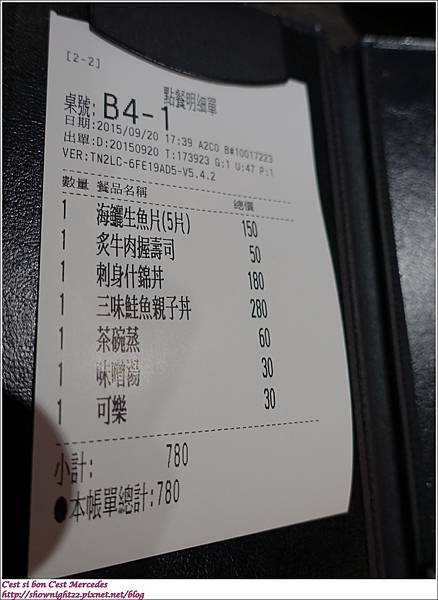 [2-2]
點餐明細單
桌號: B4-1
日期:2015/09/20 17:39 A2C0 B#10017223
出單:D:20150920 T:173923 G:1 U:47 P:1
VER:TN2LC-6FE19AD5-V5.4.2
數量 餐品名稱 總價
1 海鱺生魚片(5片) 150
1 炙牛肉握壽司 50
1 刺身什錦丼 180
1 三味鮭魚親子丼 280
1 茶碗蒸 60
1 味噌湯 30
1 可樂 30
小計: 780
●本帳單總計:780
C'est si bon C'est Mercedes
http://shownight22.pixnet.net/blog